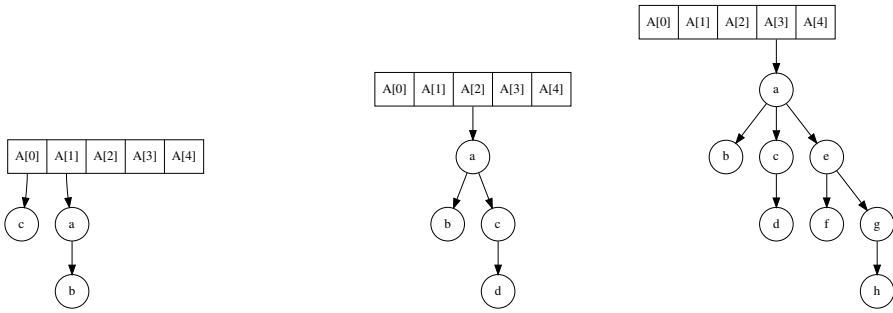 A[0] A[1] A[2] A[3] A[4]
c a
b
A[0] A[1] A[2] A[3] A[4]
a
b c
d
A[0] A[1] A[2] A[3] A[4]
a
b c e
d f g
h